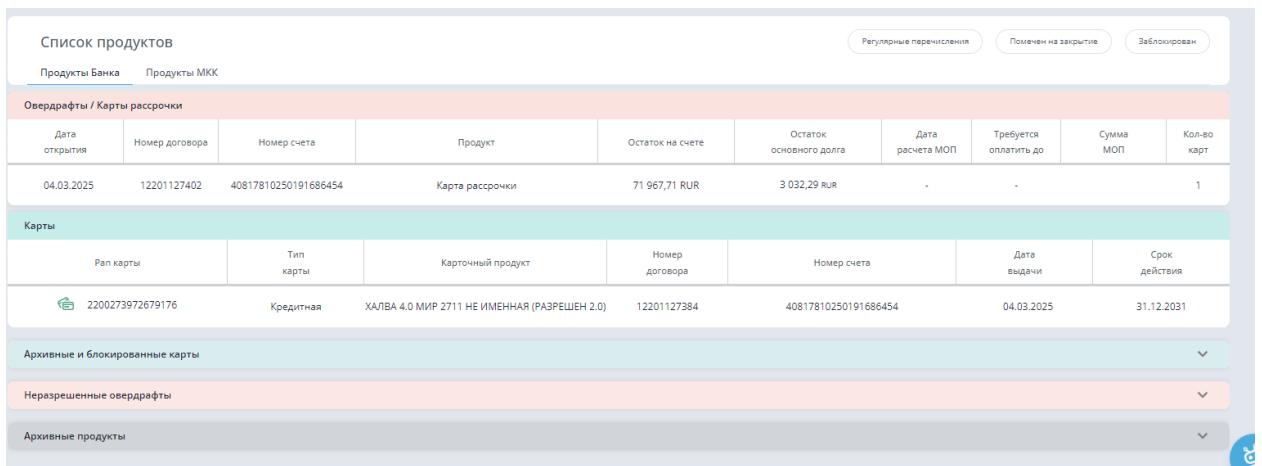 Список продуктов
Регулярные перечисления
Помечен на закрытие
Заблокирован
Продукты Банка
Продукты МКК
Овердрафты / Карты рассрочки
Дата открытия
Номер договора
Номер счета
Продукт
Остаток на счете
Остаток основного долга
Дата расчета МОП
Требуется оплатить до
Сумма МОП
Кол-во карт
04.03.2025
12201127402
40817810250191686454
Карта рассрочки
71 967,71 RUR
3 032,29 RUR
-
-
1
Карты
Pan карты
Тип карты
Карточный продукт
Номер договора
Номер счета
Дата выдачи
Срок действия
2200273972679176
Кредитная
ХАЛВА 4.0 МИР 2711 НЕ ИМЕННАЯ (РАЗРЕШЕН 2.0)
12201127384
40817810250191686454
04.03.2025
31.12.2031
Архивные и блокированные карты
Неразрешенные овердрафты
Архивные продукты